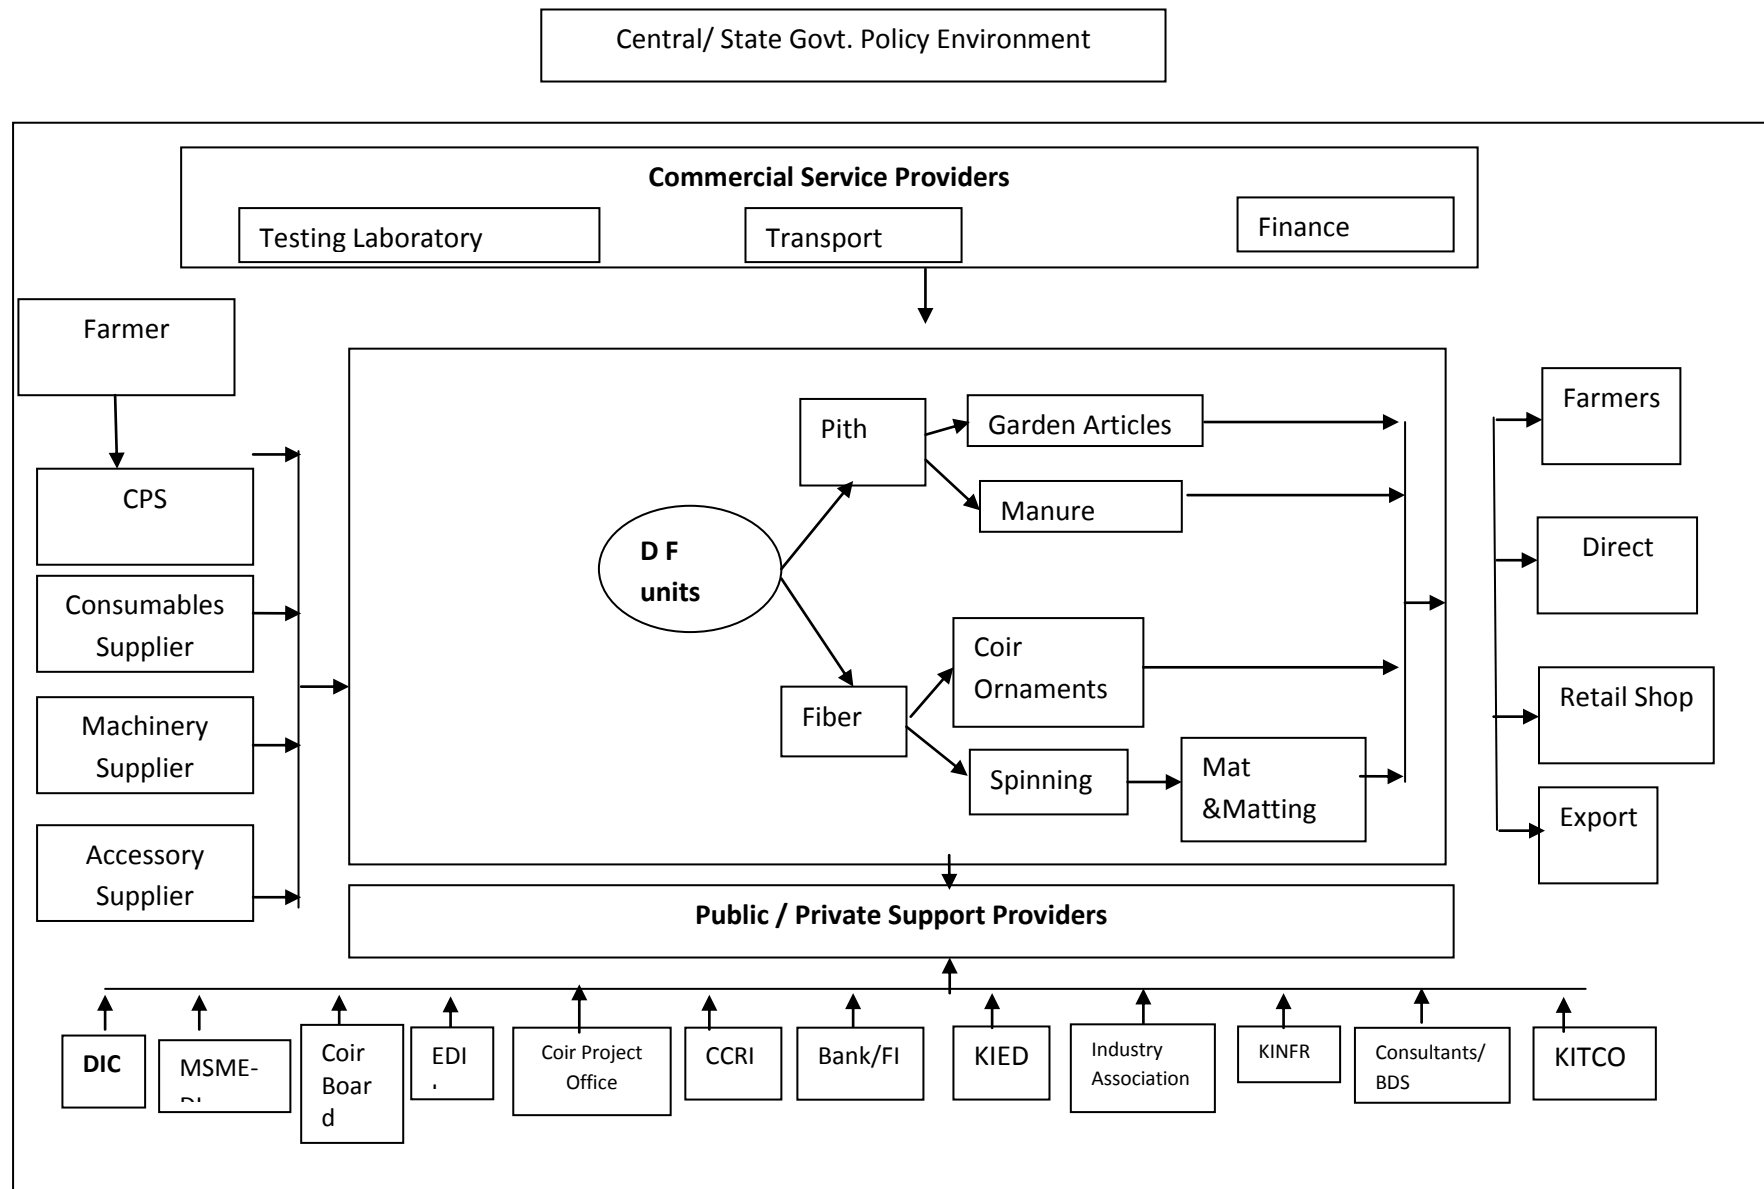 Central/ State Govt. Policy Environment
Commercial Service Providers
Testing Laboratory
Transport
Finance
Farmer
CPS
Consumables
Supplier
Machinery
Supplier
Accessory
Supplier
D F
units
Pith
Garden Articles
Manure
Fiber
Coir
Ornaments
Spinning
Mat
&Matting
Farmers
Direct
Retail Shop
Export
Public / Private Support Providers
DIC
MSME-
Coir
Boar
d
EDI
Coir Project
Office
CCRI
Bank/FI
KIED
Industry
Association
KINFR
Consultants/
BDS
KITCO